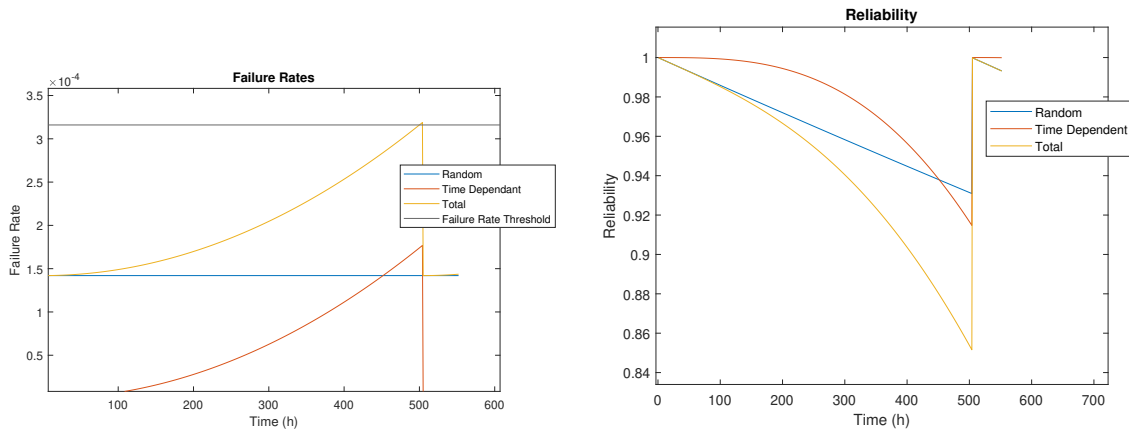 Failure Rates
×10⁻⁴
3.5
3
2.5
2
1.5
1
0.5
100
200
300
400
500
600
Time (h)
Failure Rate
Random
Time Dependant
Total
Failure Rate Threshold
Reliability
1
0.98
0.96
0.94
0.92
0.9
0.88
0.86
0.84
0
100
200
300
400
500
600
700
Time (h)
Reliability
Random
Time Dependent
Total